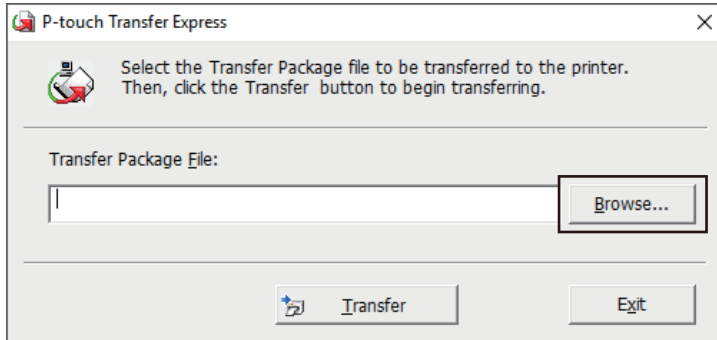 P-touch Transfer Express
Select the Transfer Package file to be transferred to the printer.
Then, click the Transfer button to begin transferring.
Transfer Package File:
Browse...
Transfer
Exit